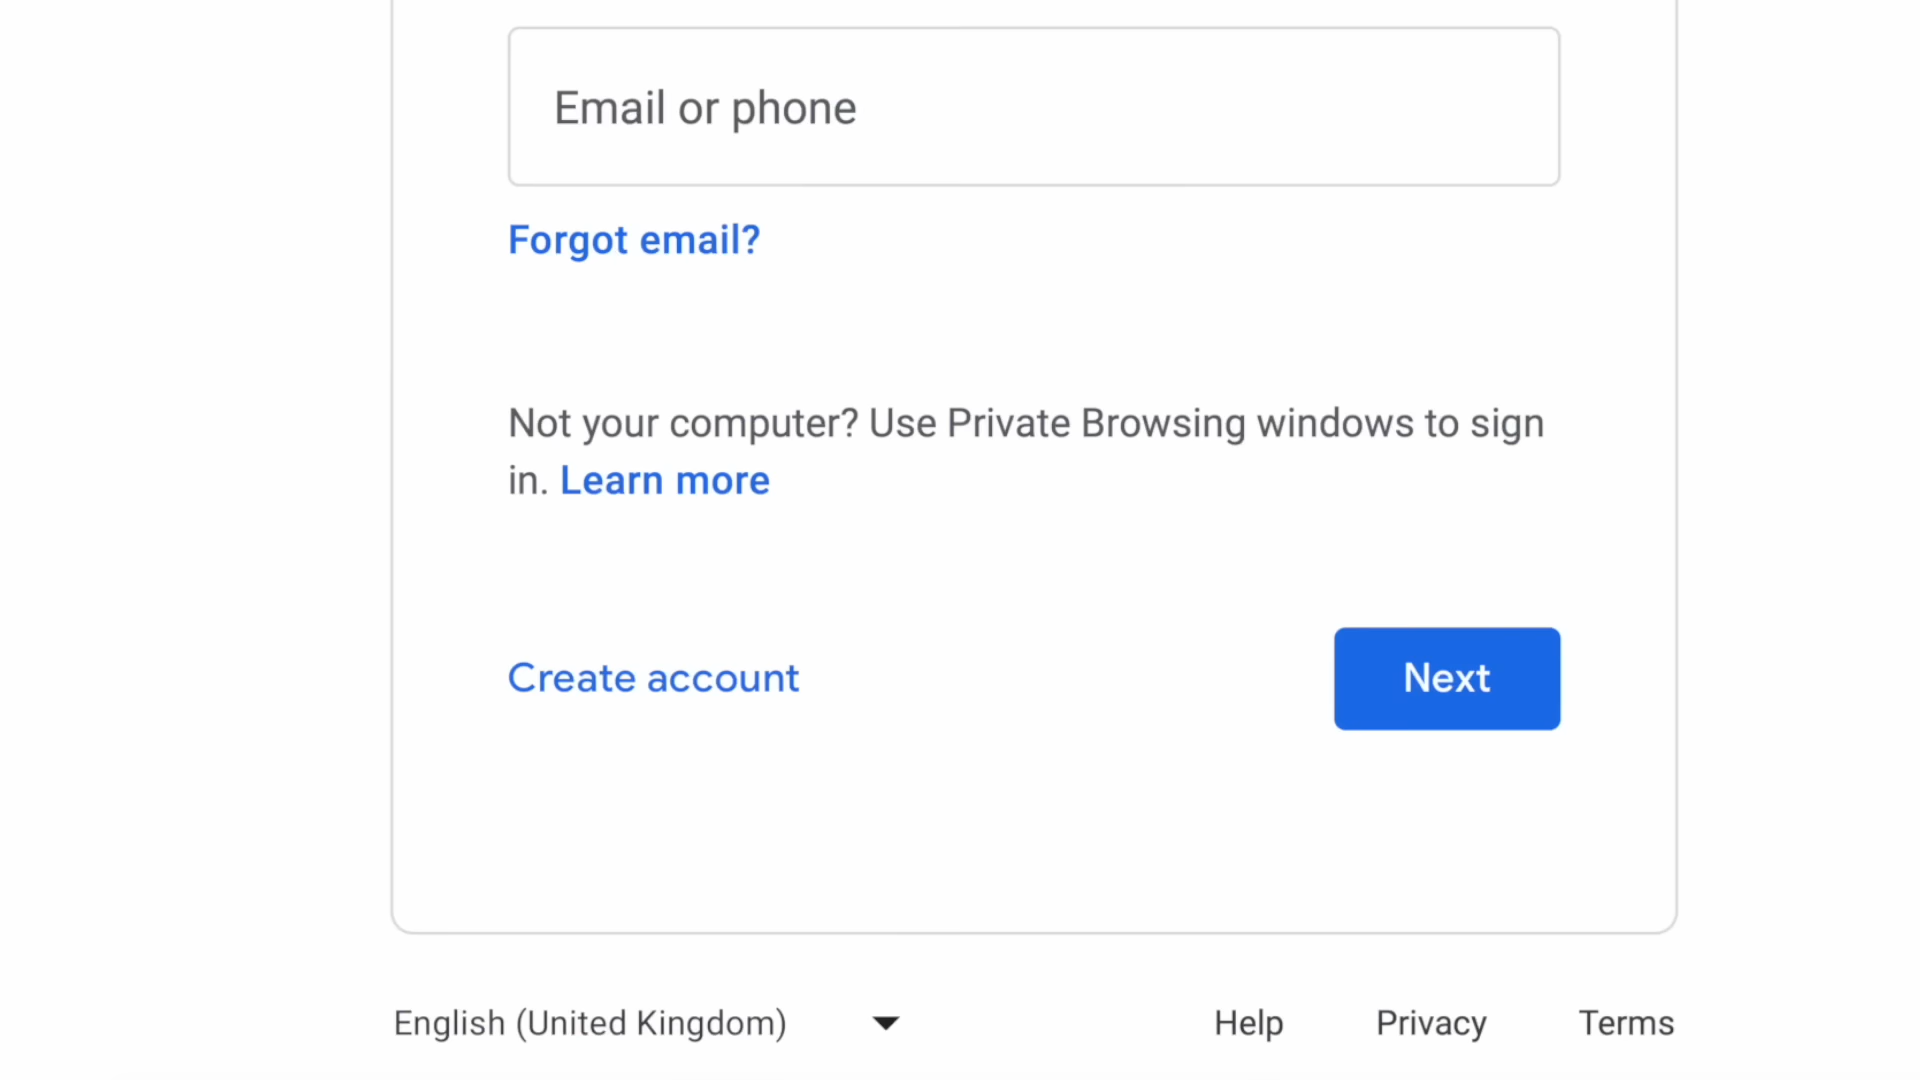 Email or phone
Forgot email?
Not your computer? Use Private Browsing windows to sign
in. Learn more
Create account
Next
English (United Kingdom)
Help
Privacy
Terms